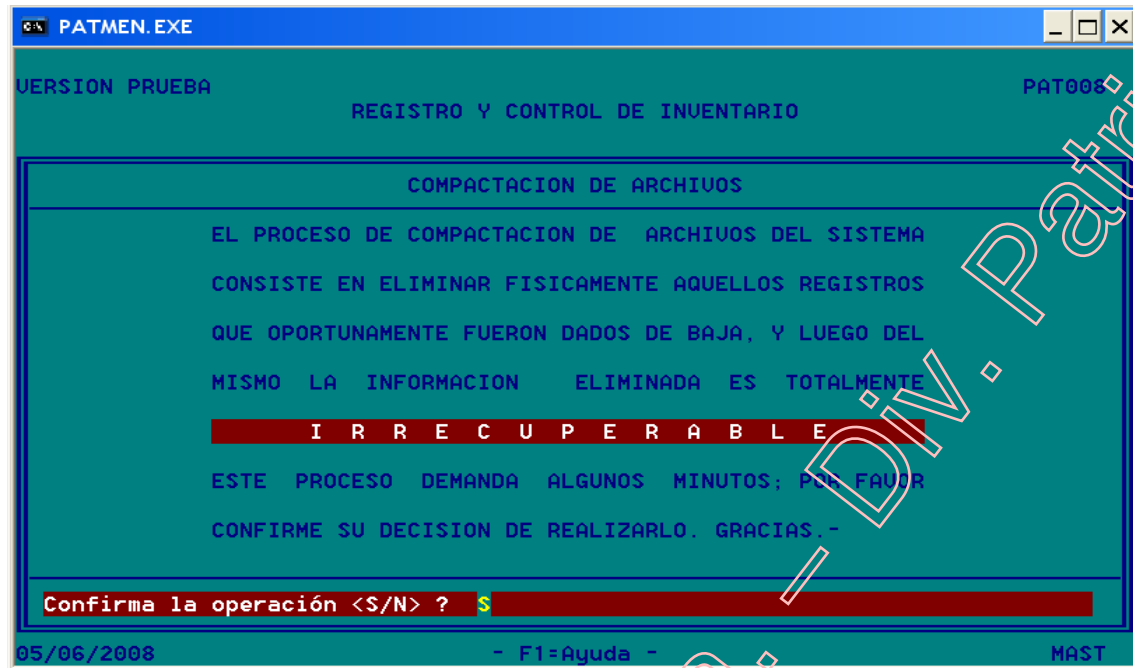 PATMEN.EXE
VERSION PRUEBA PAT008
REGISTRO Y CONTROL DE INVENTARIO
COMPACTACION DE ARCHIVOS
EL PROCESO DE COMPACTACION DE ARCHIVOS DEL SISTEMA
CONSISTE EN ELIMINAR FISICAMENTE AQUELLOS REGISTROS
QUE OPORTUNAMENTE FUERON DADOS DE BAJA, Y LUEGO DEL
MISMO LA INFORMACION ELIMINADA ES TOTALMENTE
I R R E C U P E R A B L E
ESTE PROCESO DEMANDA ALGUNOS MINUTOS; POR FAVOR
CONFIRME SU DECISION DE REALIZARLO. GRACIAS.-
Confirma la operación <S/N> ? S
05/06/2008 - F1=Ayuda - MAST
- Div. Patr